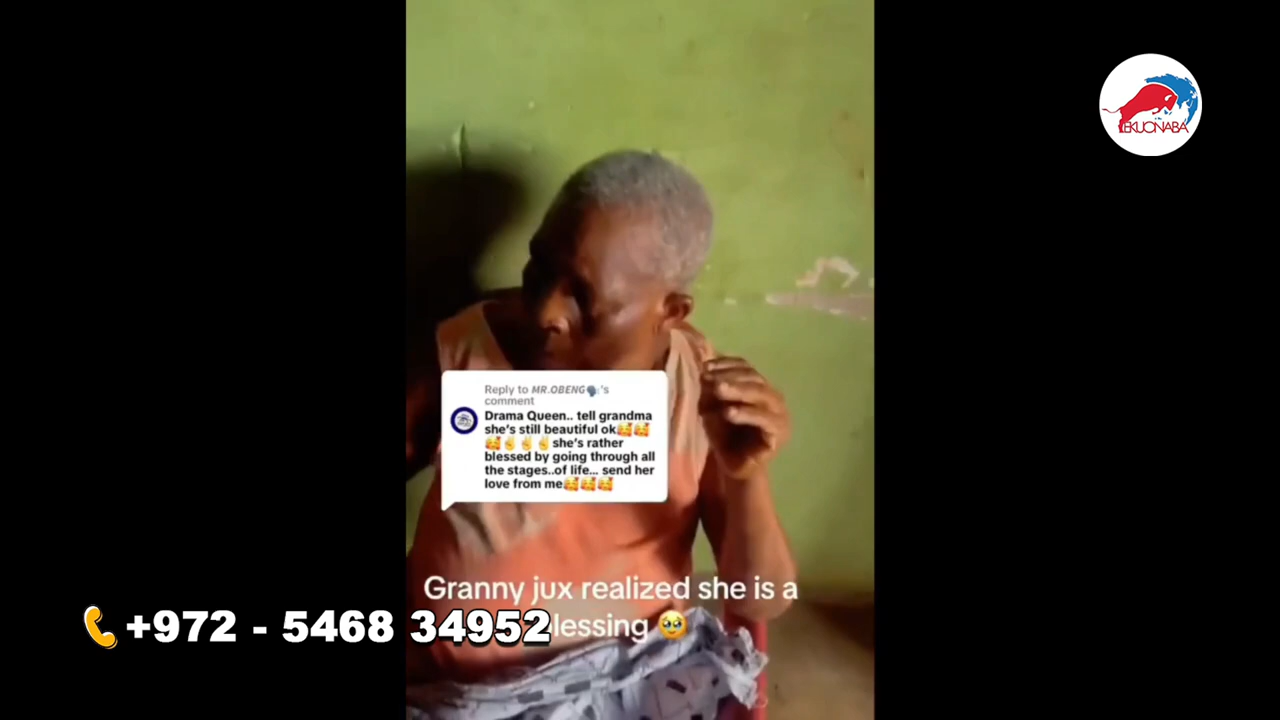 EKUONABA
Reply to MR.OBENG🗣️'s
comment
Drama Queen.. tell grandma
she's still beautiful ok🥰🥰
🥰✌️✌️✌️she's rather
blessed by going through all
the stages..of life... send her
love from me🥰🥰🥰
Granny jux realized she is a
lessing 🥹
+972 - 5468 34952